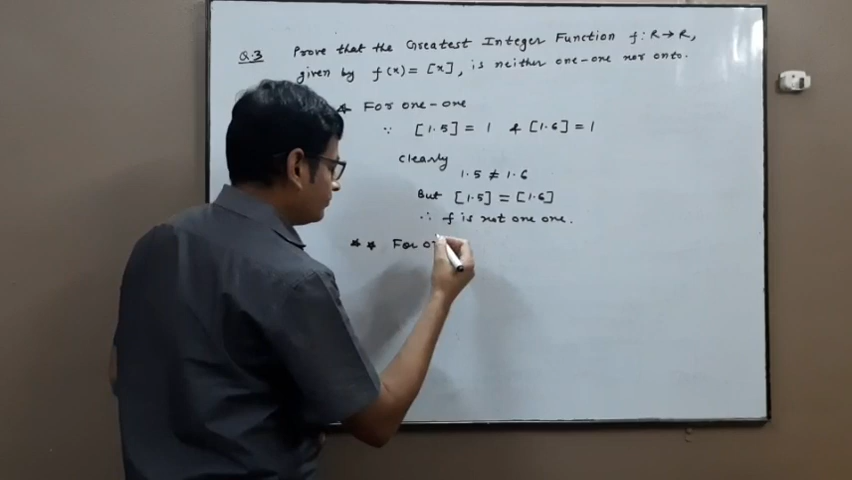 Q.3 Prove that the Greatest Integer Function f: R→R,
given by f(x) = [x], is neither one-one nor onto.
★ For one-one
∵ [1.5] = 1 & [1.6] = 1
Clearly
1.5 ≠ 1.6
But [1.5] = [1.6]
∴ f is not one one.
★★ For o